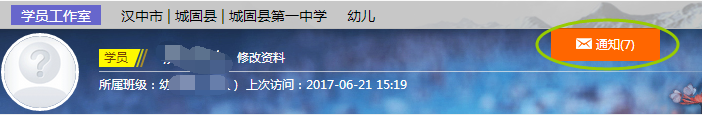 学员工作室 汉中市 | 城固县 | 城固县第一中学 幼儿
通知(7)
学员 修改资料
所属班级：幼 ） 上次访问：2017-06-21 15:19